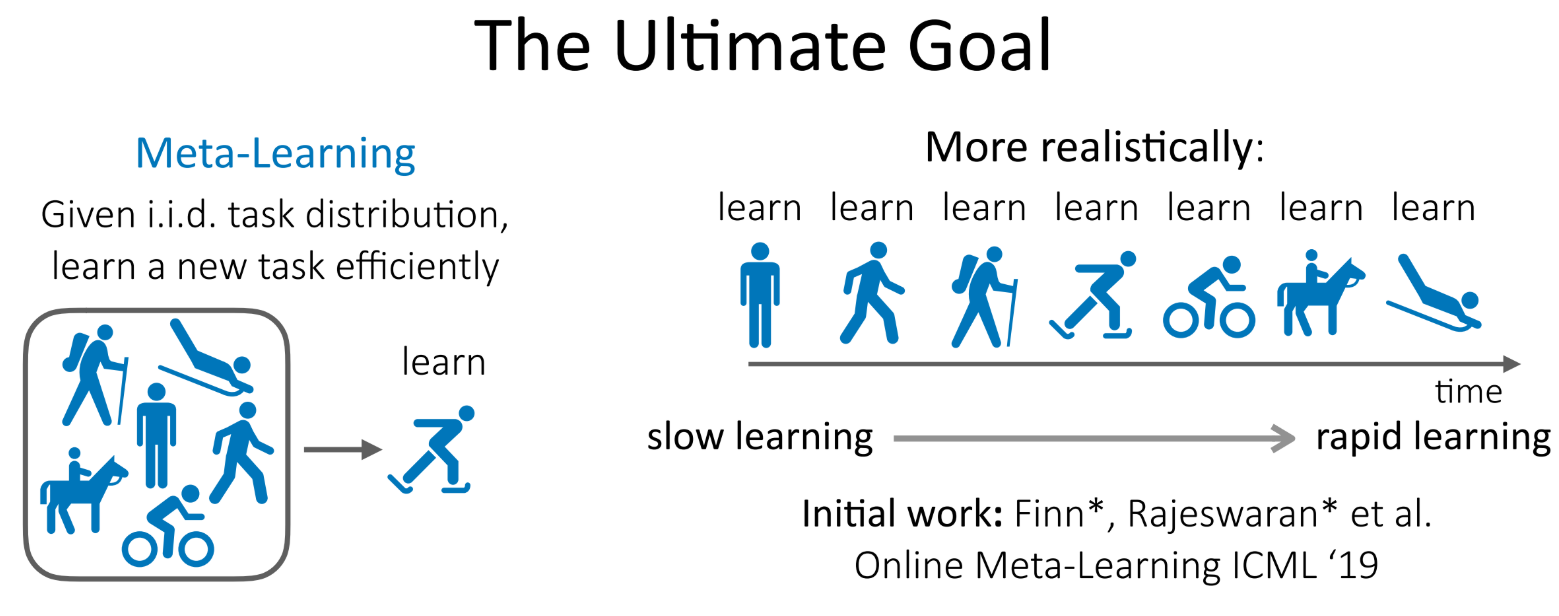 The Ultimate Goal
Meta-Learning
Given i.i.d. task distribution,
learn a new task efficiently
learn
More realistically:
learn learn learn learn learn learn learn
time
slow learning rapid learning
Initial work: Finn*, Rajeswaran* et al.
Online Meta-Learning ICML ‘19